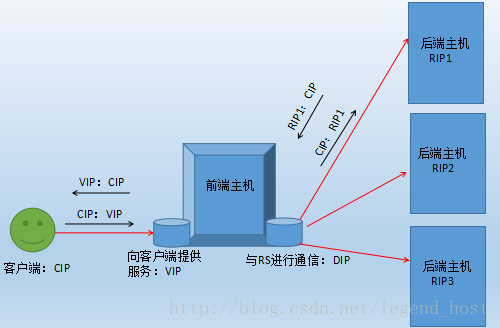 后端主机
RIP1
RIP1：CIP
CIP：RIP1
前端主机
后端主机
RIP2
VIP：CIP
CIP：VIP
客户端：CIP
向客户端提供
服务：VIP
与RS进行通信：DIP
后端主机
RIP3
http://blog.csdn.net/legend_host